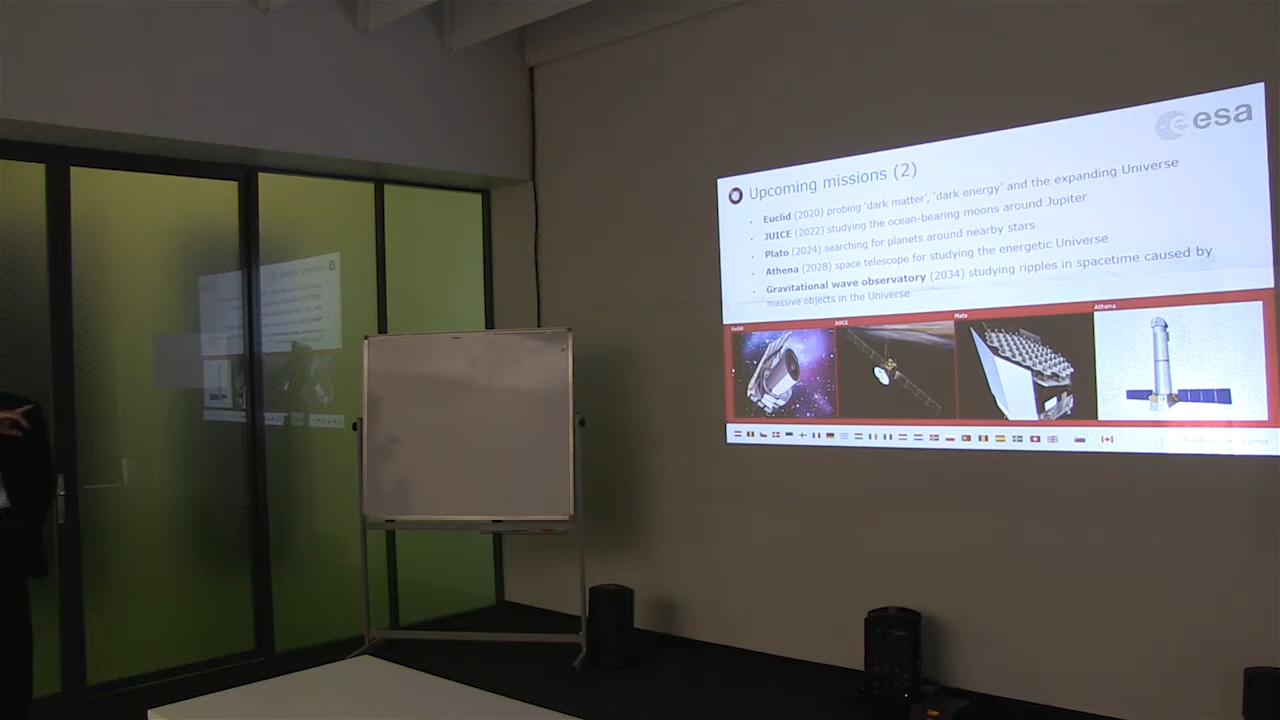 esa
Upcoming missions (2)
Euclid (2020) probing 'dark matter', 'dark energy' and the expanding Universe
JUICE (2022) studying the ocean-bearing moons around Jupiter
Plato (2024) searching for planets around nearby stars
Athena (2028) space telescope for studying the energetic Universe
Gravitational wave observatory (2034) studying ripples in spacetime caused by
massive objects in the Universe
Euclid
JUICE
Plato
Athena